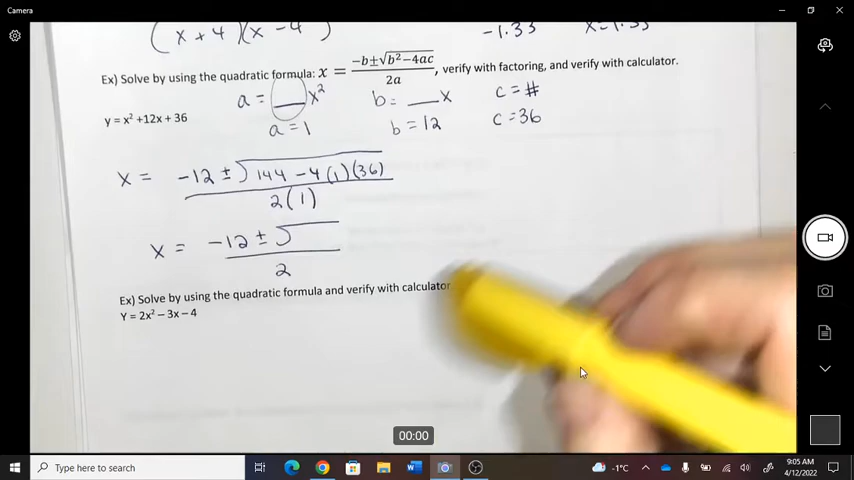 Camera
(x+4)(x-4) -1.33 x=1.33
Ex) Solve by using the quadratic formula: x = (-b±√(b²-4ac))/(2a), verify with factoring, and verify with calculator.
a = ___ x² b = ___ x c = #
y = x² +12x + 36
a = 1 b = 12 c = 36
x = (-12 ± √(144 - 4(1)(36)))/(2(1))
x = (-12 ± √)/2
Ex) Solve by using the quadratic formula and verify with calculator
Y = 2x² – 3x – 4
00:00
Type here to search
-1°C
9:05 AM
4/12/2022